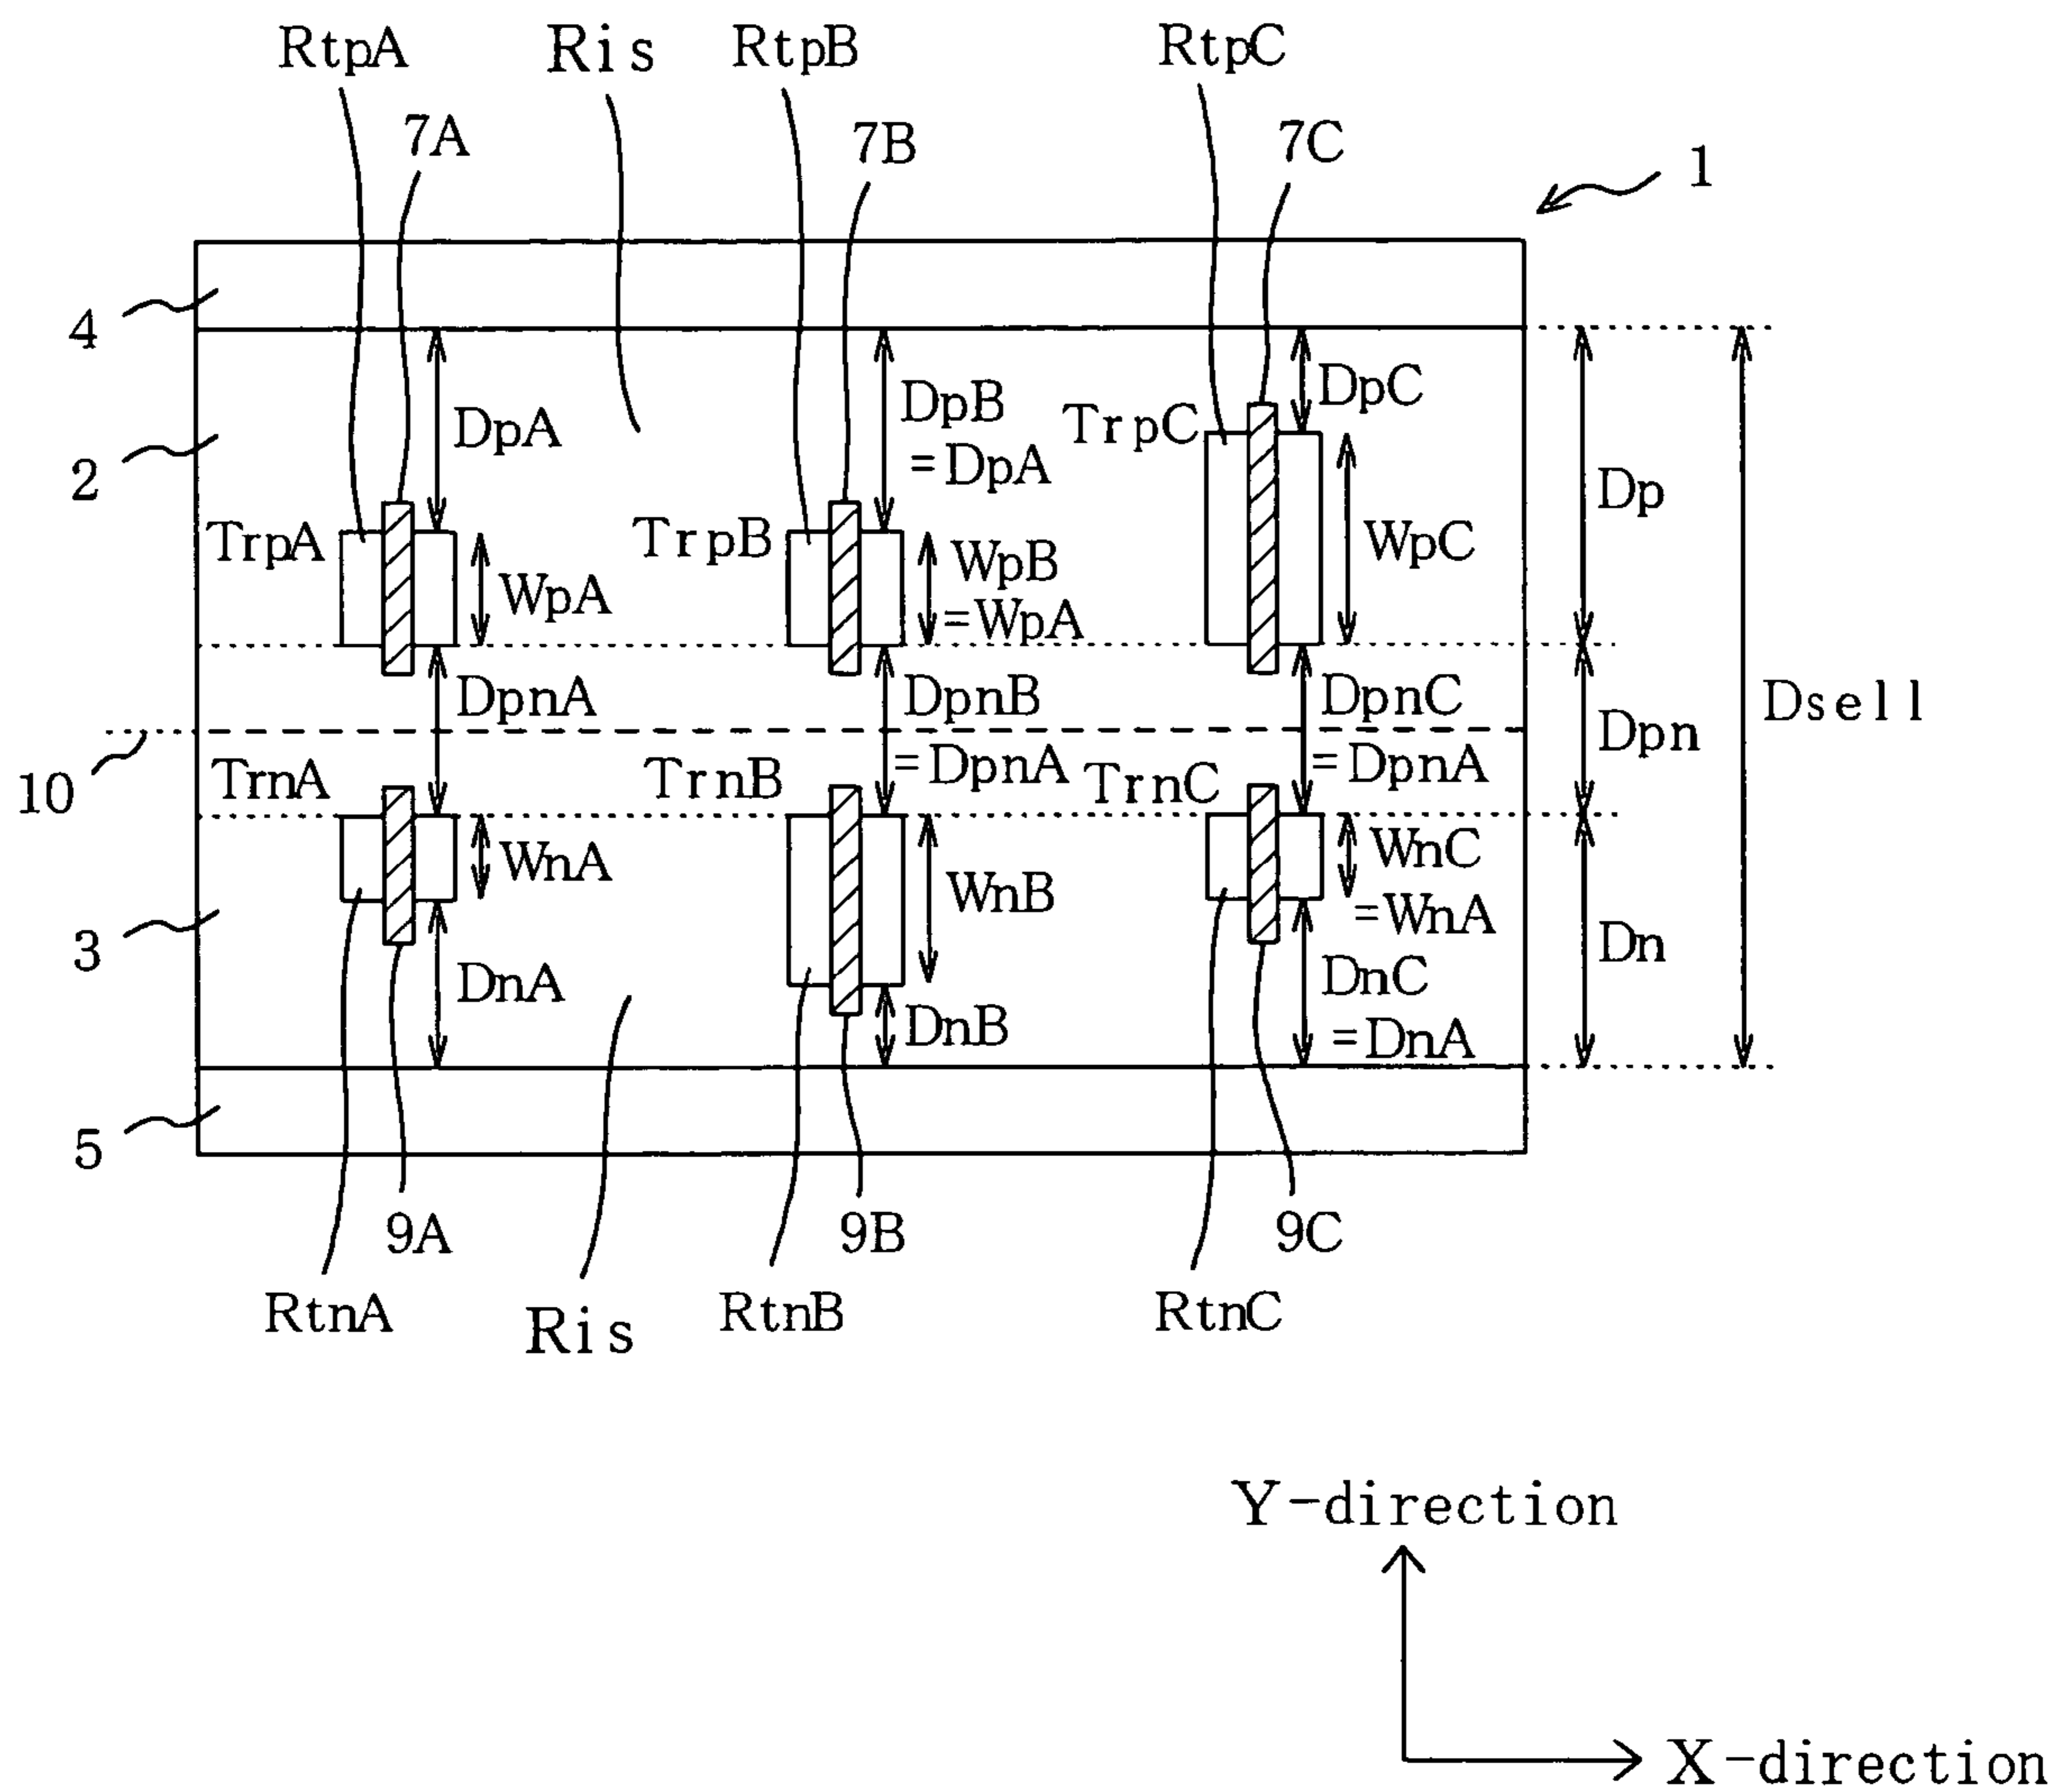 RtpA
Ris
RtpB
RtpC
7A
7B
7C
1
4
DpA
DpB
=DpA
DpC
TrpC
2
Dp
TrpA
TrpB
WpA
WpB
=WpA
WpC
DpnA
DpnB
=DpnA
DpnC
=DpnA
Dpn
Dsell
10
TrnA
TrnB
TrnC
WnA
WnB
WnC
=WnA
3
Dn
DnA
DnB
DnC
=DnA
5
9A
9B
9C
RtnA
Ris
RtnB
RtnC
Y-direction
X-direction